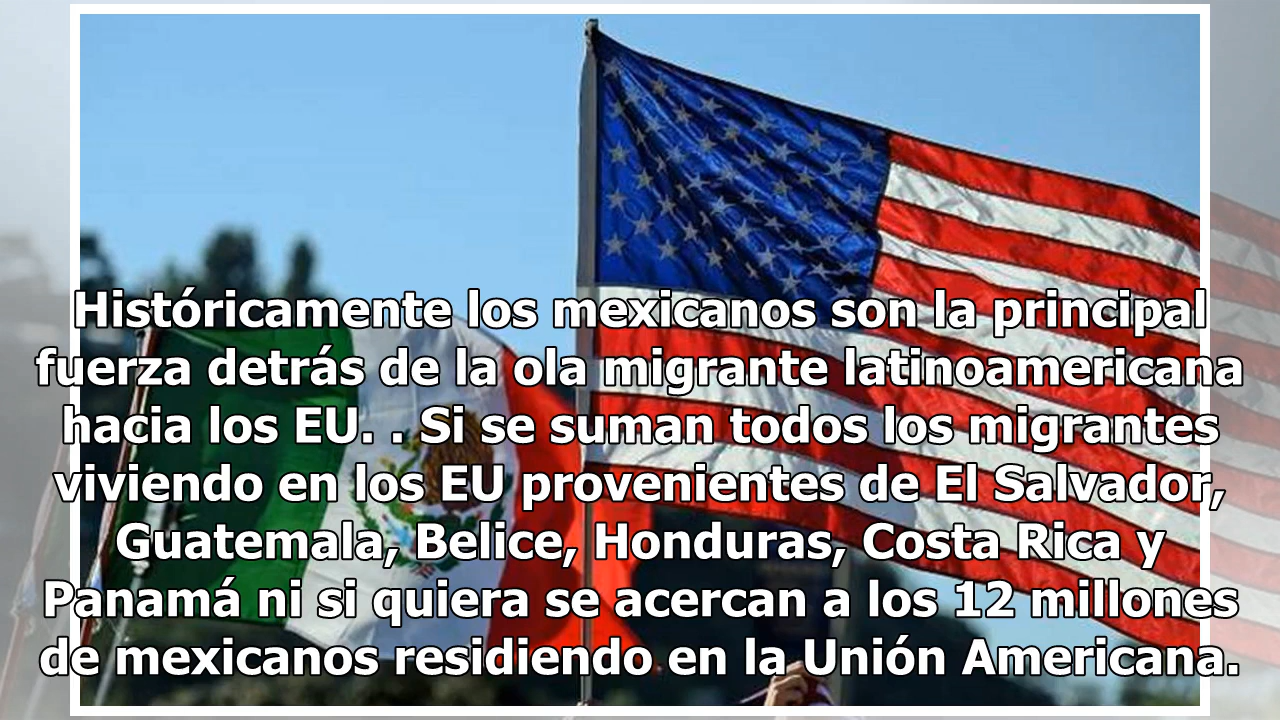 Históricamente los mexicanos son la principal
fuerza detrás de la ola migrante latinoamericana
hacia los EU. . Si se suman todos los migrantes
viviendo en los EU provenientes de El Salvador,
Guatemala, Belice, Honduras, Costa Rica y
Panamá ni si quiera se acercan a los 12 millones
de mexicanos residiendo en la Unión Americana.